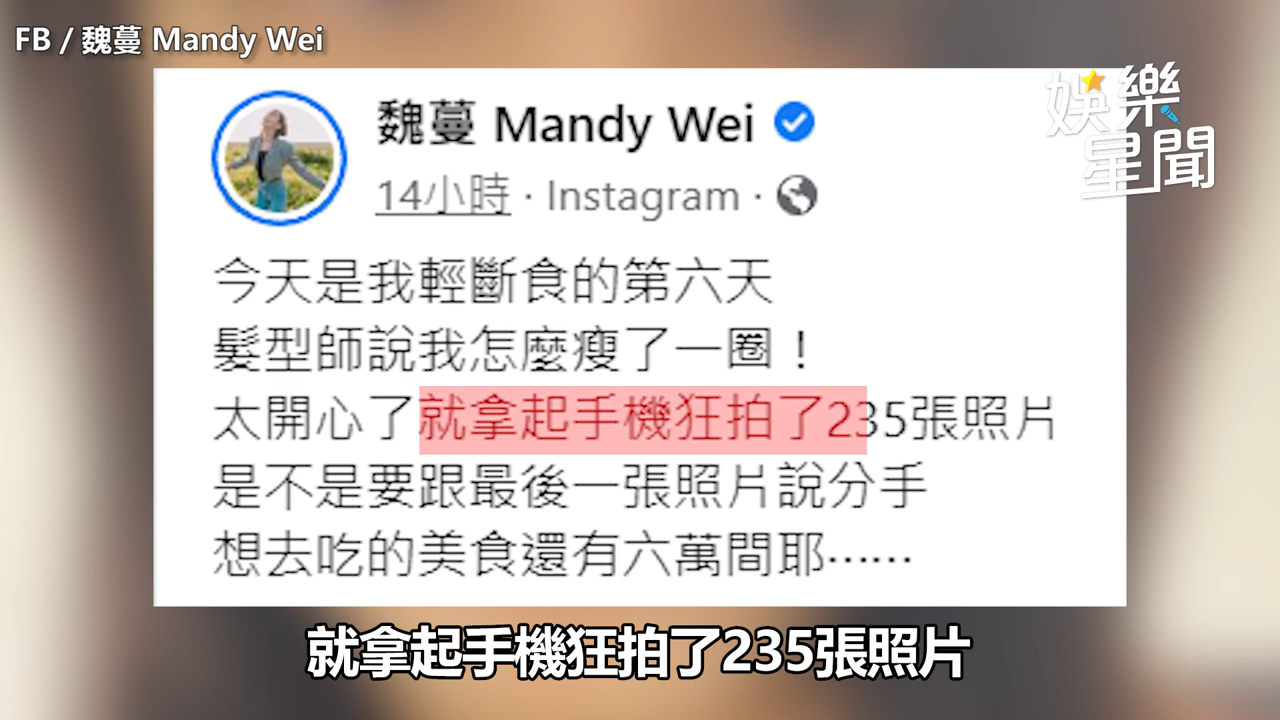 FB / 魏蔓 Mandy Wei
娛樂
星聞
魏蔓 Mandy Wei
14小時 · Instagram ·
今天是我輕斷食的第六天
髮型師說我怎麼瘦了一圈！
太開心了就拿起手機狂拍了235張照片
是不是要跟最後一張照片說分手
想去吃的美食還有六萬間耶⋯⋯
就拿起手機狂拍了235張照片